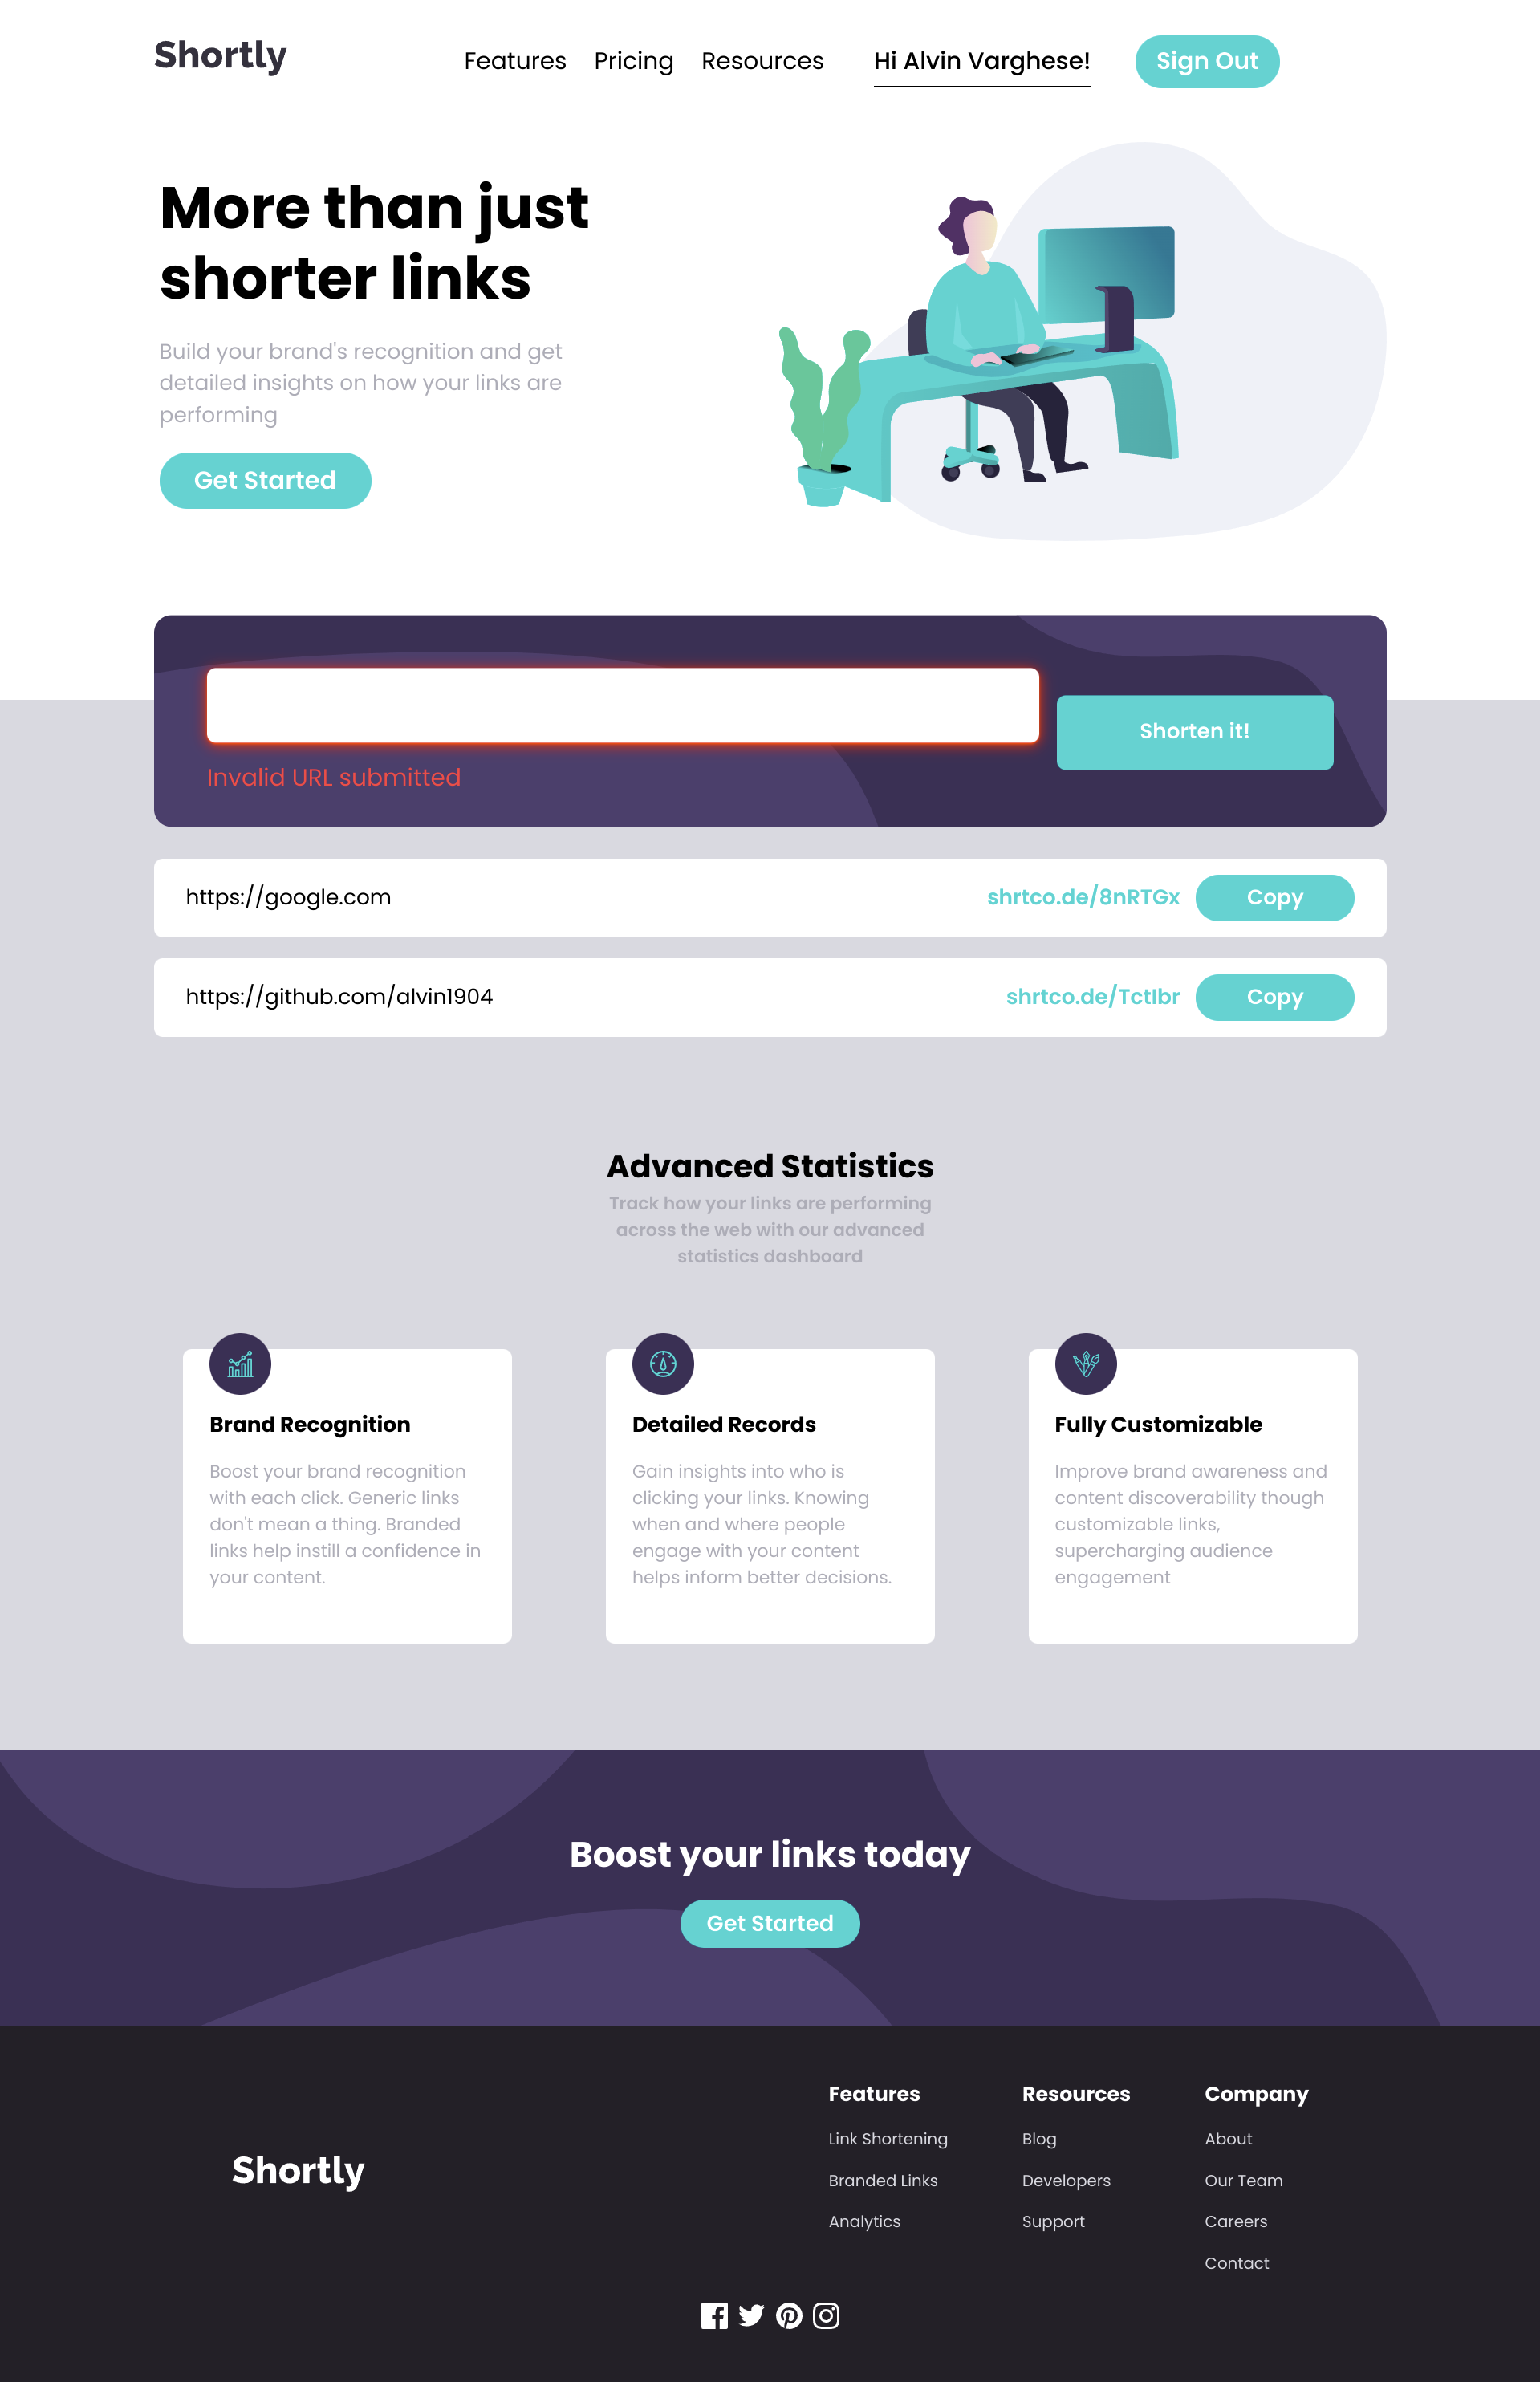 Shortly
Features Pricing Resources Hi Alvin Varghese! Sign Out
More than just
shorter links
Build your brand's recognition and get
detailed insights on how your links are
performing
Get Started
Shorten it!
Invalid URL submitted
https://google.com shrtco.de/8nRTGx Copy
https://github.com/alvin1904 shrtco.de/TctIbr Copy
Advanced Statistics
Track how your links are performing
across the web with our advanced
statistics dashboard
Brand Recognition
Boost your brand recognition
with each click. Generic links
don't mean a thing. Branded
links help instill a confidence in
your content.
Detailed Records
Gain insights into who is
clicking your links. Knowing
when and where people
engage with your content
helps inform better decisions.
Fully Customizable
Improve brand awareness and
content discoverability though
customizable links,
supercharging audience
engagement
Boost your links today
Get Started
Shortly
Features
Link Shortening
Branded Links
Analytics
Resources
Blog
Developers
Support
Company
About
Our Team
Careers
Contact